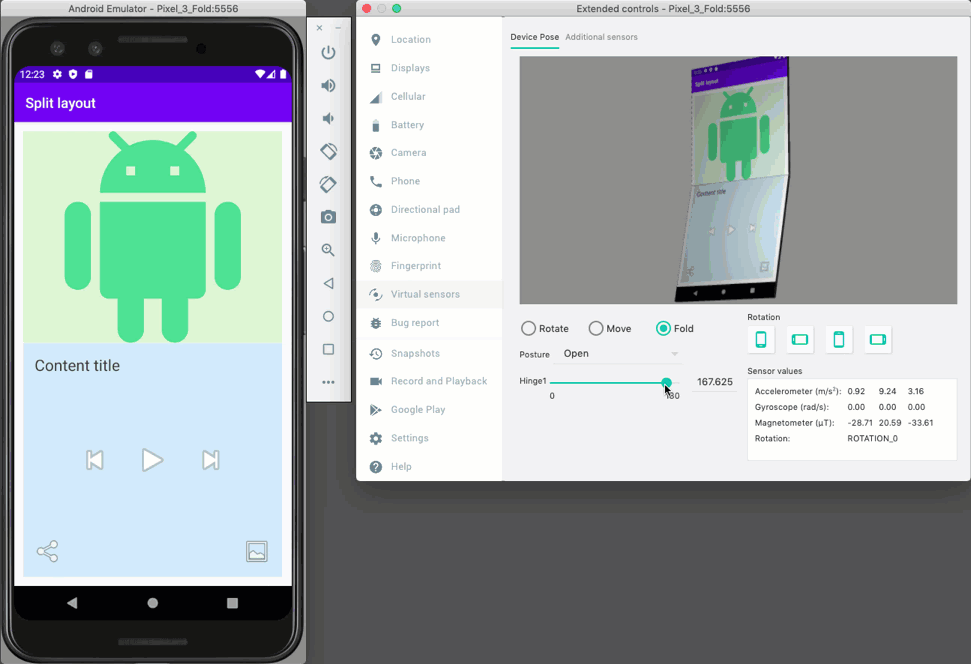 Android Emulator - Pixel_3_Fold:5556
12:23
Split layout
Content title
Extended controls - Pixel_3_Fold:5556
Location
Displays
Cellular
Battery
Camera
Phone
Directional pad
Microphone
Fingerprint
Virtual sensors
Bug report
Snapshots
Record and Playback
Google Play
Settings
Help
Device Pose Additional sensors
Split layout
Content title
Rotate Move Fold
Posture Open
Hinge1 167.625
0 180
Rotation
Sensor values
Accelerometer (m/s²): 0.92 9.24 3.16
Gyroscope (rad/s): 0.00 0.00 0.00
Magnetometer (μT): -28.71 20.59 -33.61
Rotation: ROTATION_0